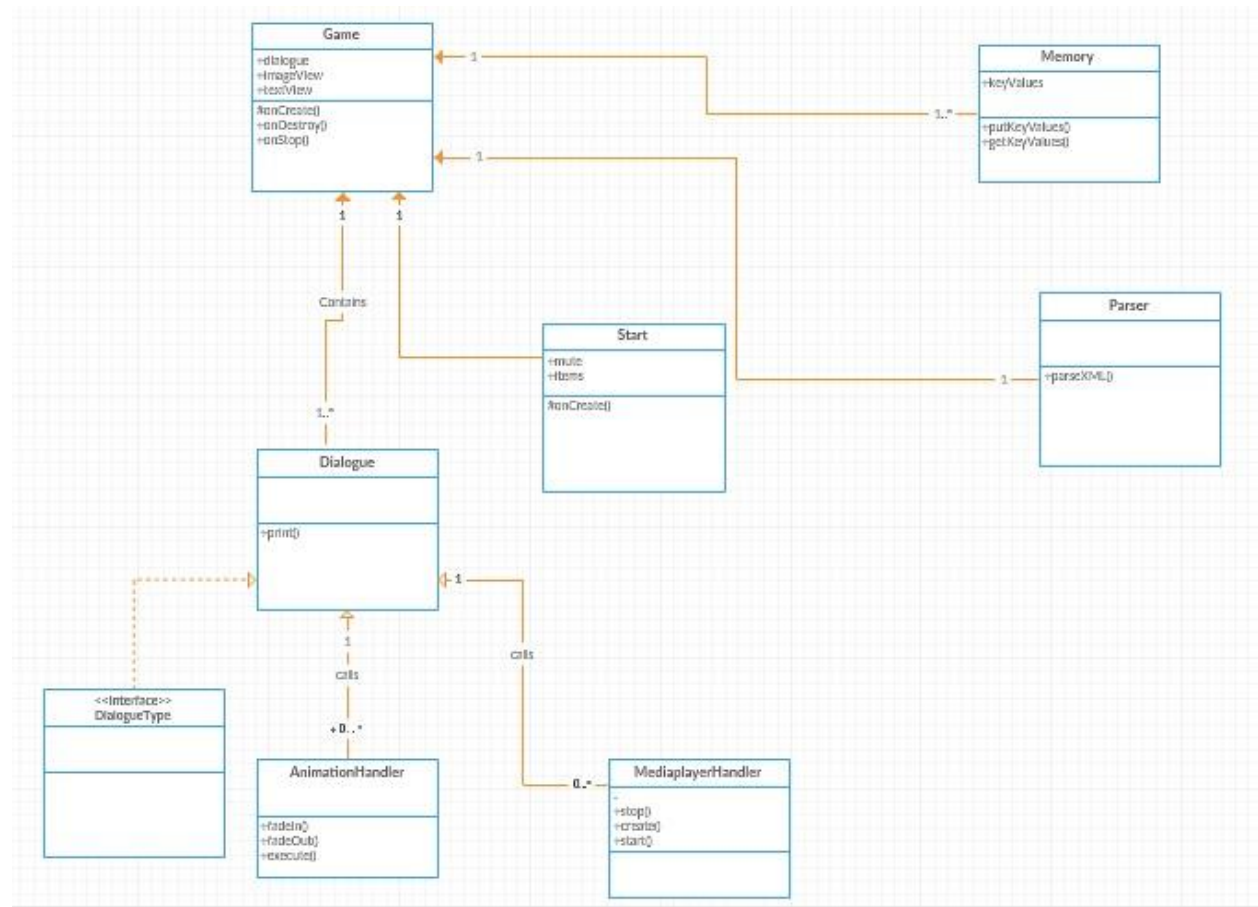 Game
+dialogue
+imageView
+textView
#onCreate()
+onDestroy()
+onStop()
1
1..*
Memory
+keyValues
+putKeyValues()
+getKeyValues()
1
1
1
Contains
1..*
Start
+mute
+items
#onCreate()
1
Parser
+parseXML()
Dialogue
+print()
1
1
calls
calls
+ 0..*
0..*
<<Interface>>
DialogueType
AnimationHandler
+fadeIn()
+fadeOut()
+execute()
MediaplayerHandler
-
+stop()
+create()
+start()